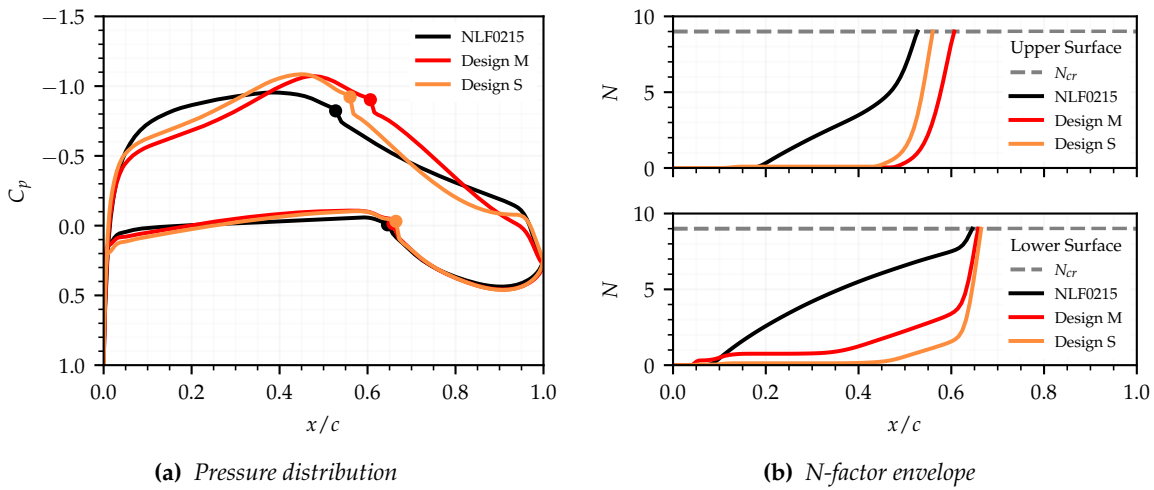 −1.5
−1.0
−0.5
0.0
0.5
1.0
C_p
0.0
0.2
0.4
0.6
0.8
1.0
x/c
NLF0215
Design M
Design S
(a) Pressure distribution
10
5
0
N
Upper Surface
N_cr
NLF0215
Design M
Design S
10
5
0
N
Lower Surface
N_cr
NLF0215
Design M
Design S
0.0
0.2
0.4
0.6
0.8
1.0
x/c
(b) N-factor envelope